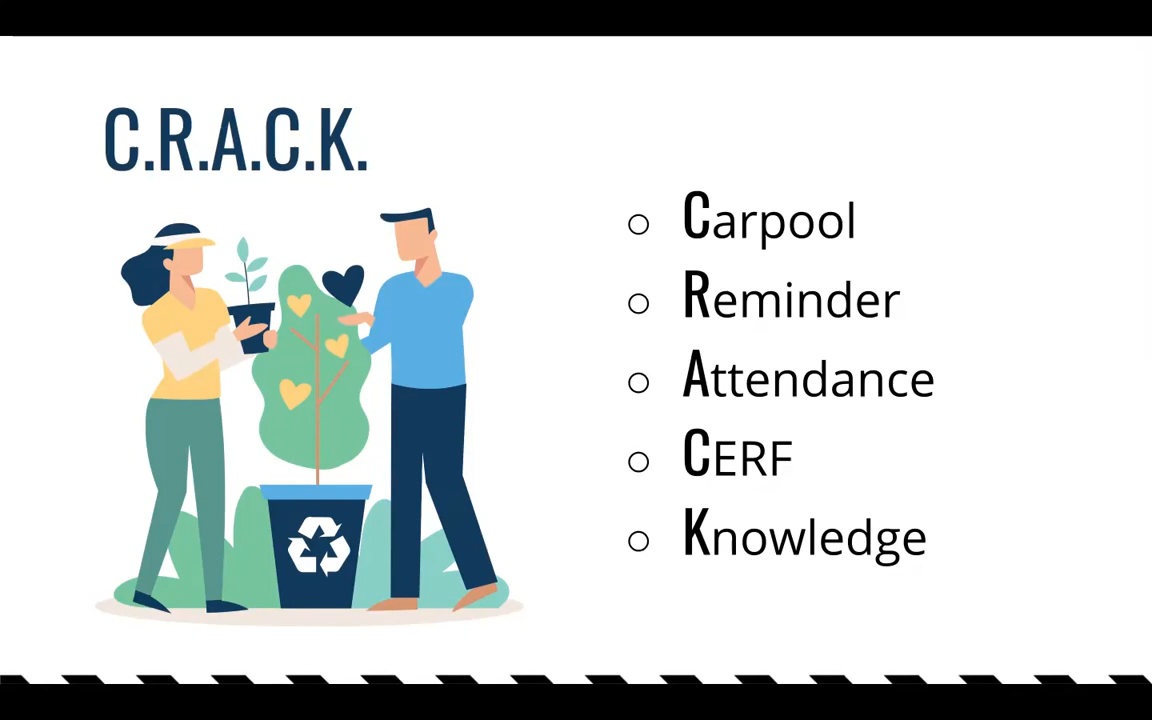 C.R.A.C.K.
Carpool
Reminder
Attendance
CERF
Knowledge